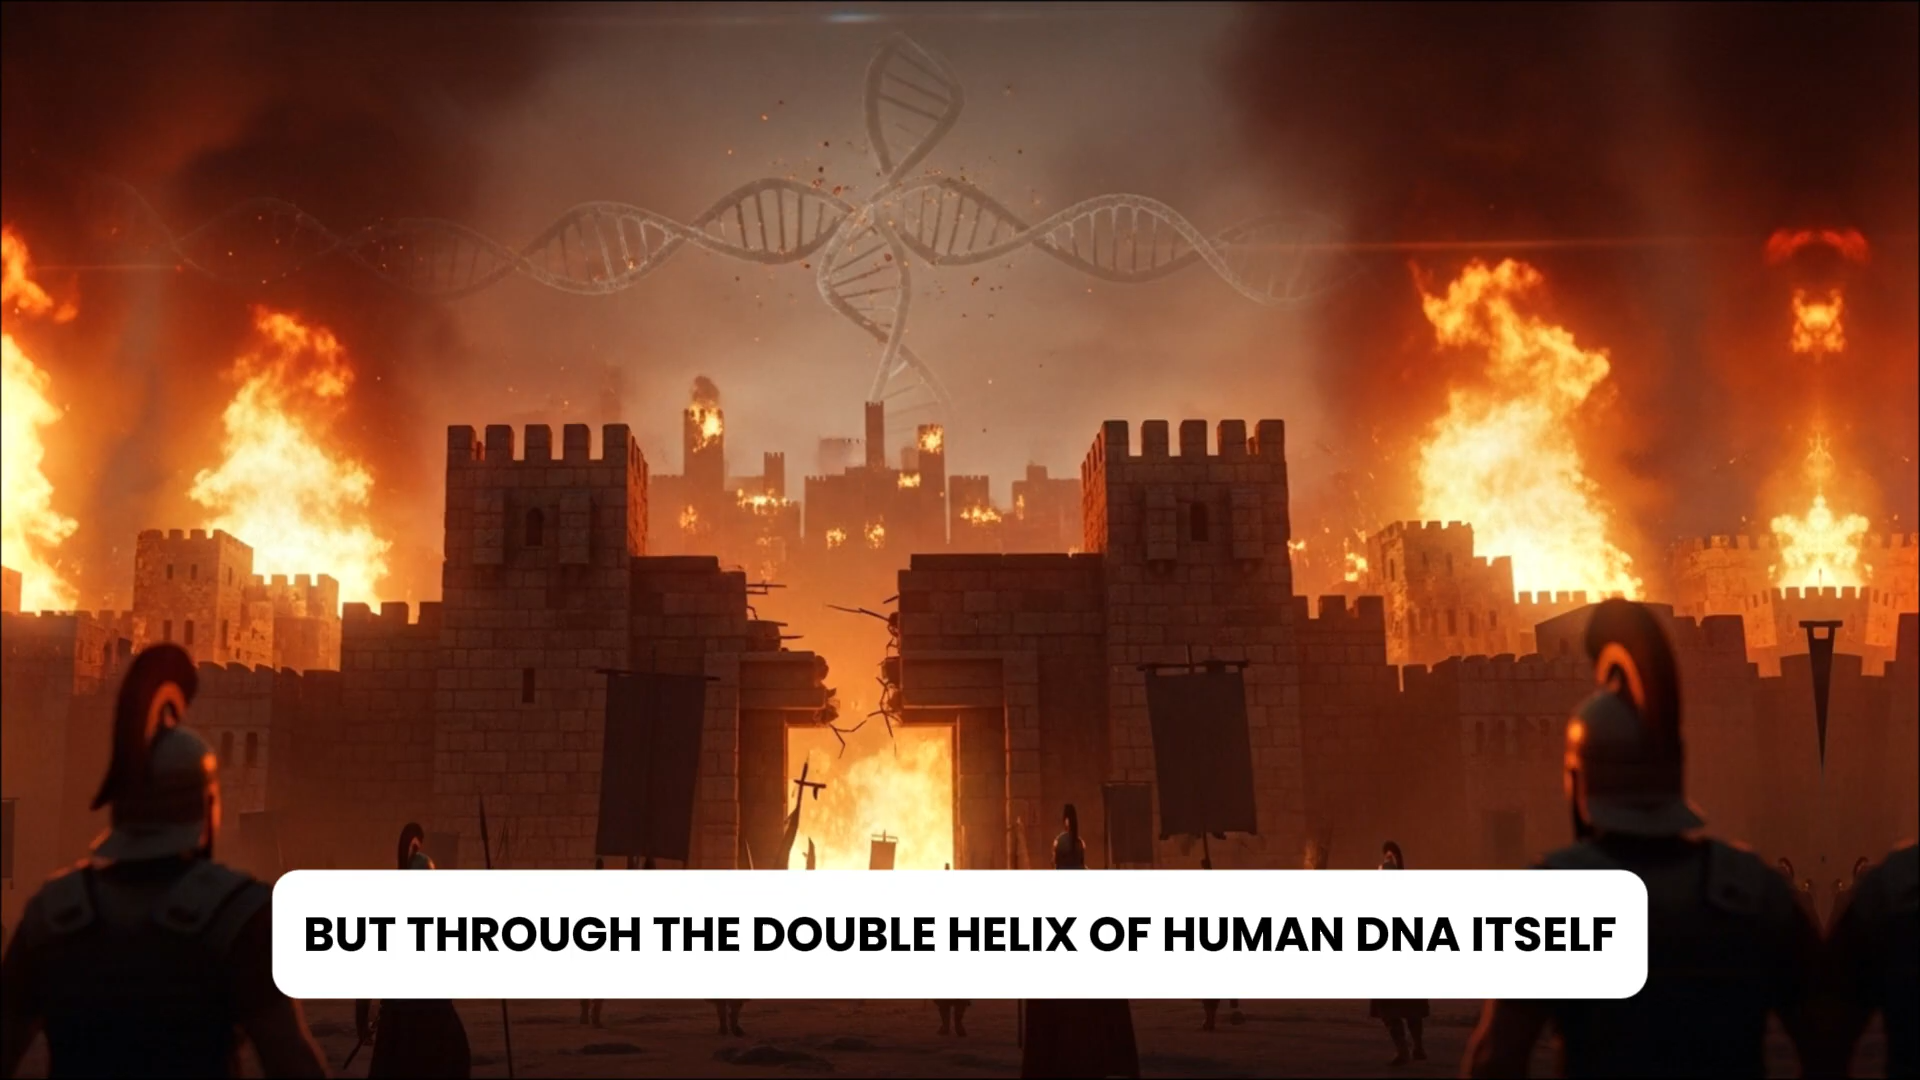 BUT THROUGH THE DOUBLE HELIX OF HUMAN DNA ITSELF